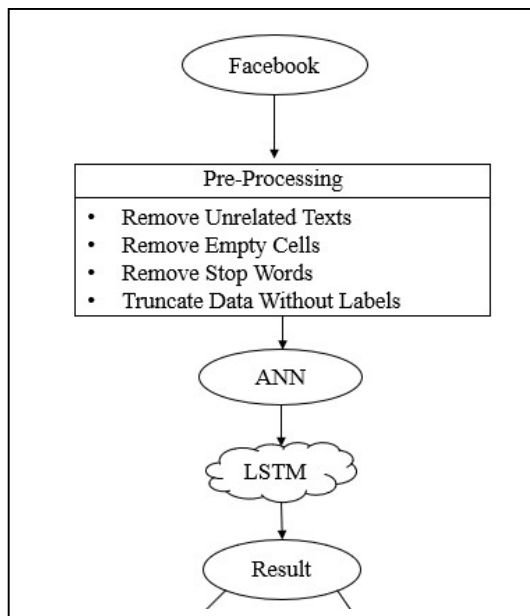 Facebook
Pre-Processing
• Remove Unrelated Texts
• Remove Empty Cells
• Remove Stop Words
• Truncate Data Without Labels
ANN
LSTM
Result